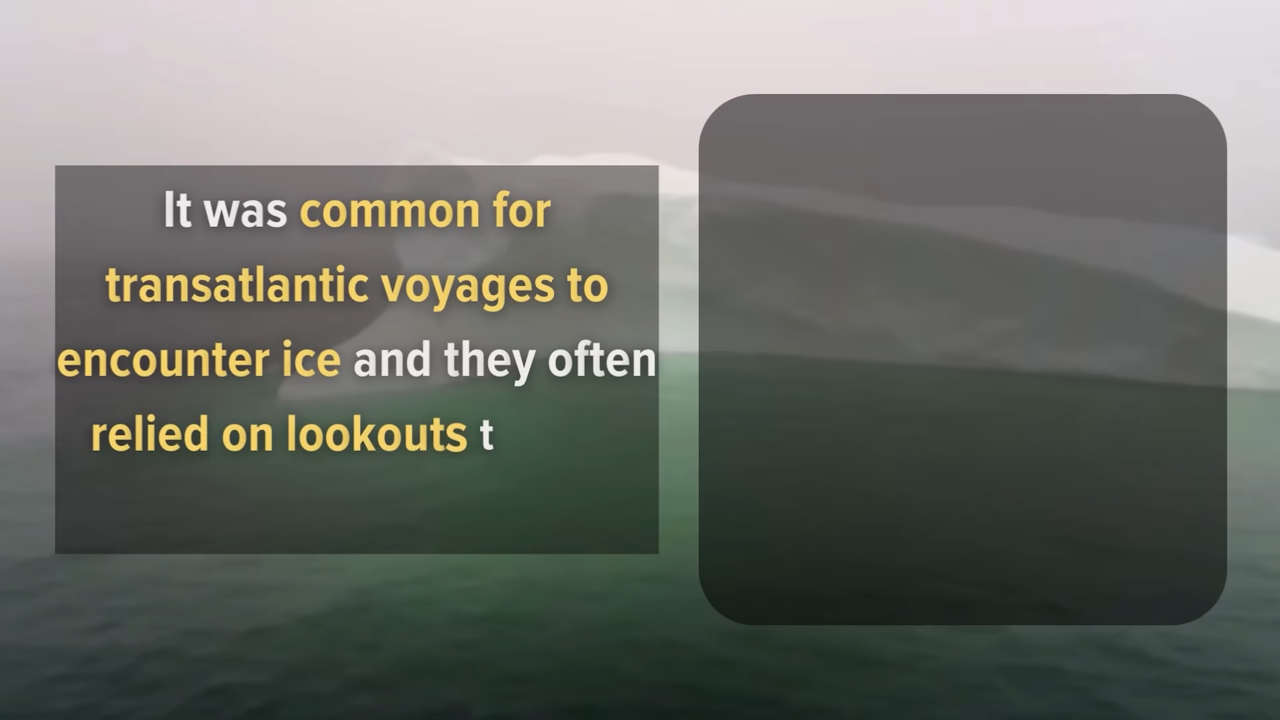 It was common for
transatlantic voyages to
encounter ice and they often
relied on lookouts t